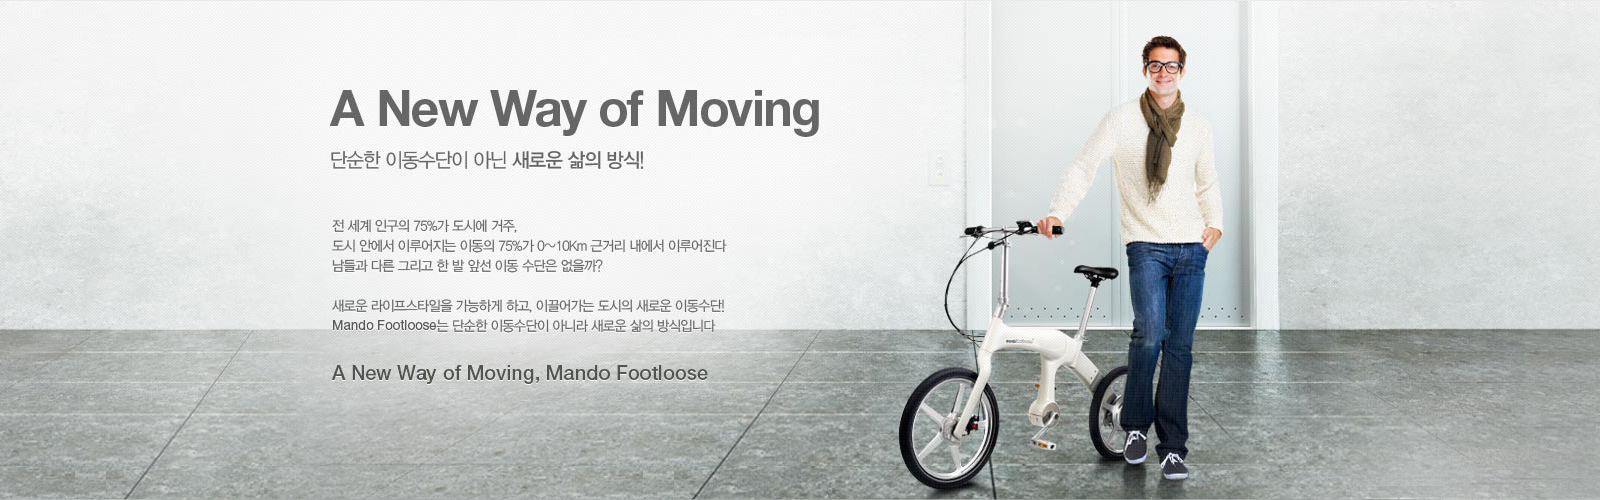 A New Way of Moving
단순한 이동수단이 아닌 새로운 삶의 방식!
전 세계 인구의 75%가 도시에 거주,
도시 안에서 이루어지는 이동의 75%가 0~10Km 근거리 내에서 이루어진다
남들과 다른 그리고 한 발 앞선 이동 수단은 없을까?
새로운 라이프스타일을 가능하게 하고, 이끌어가는 도시의 새로운 이동수단!
Mando Footloose는 단순한 이동수단이 아니라 새로운 삶의 방식입니다
A New Way of Moving, Mando Footloose